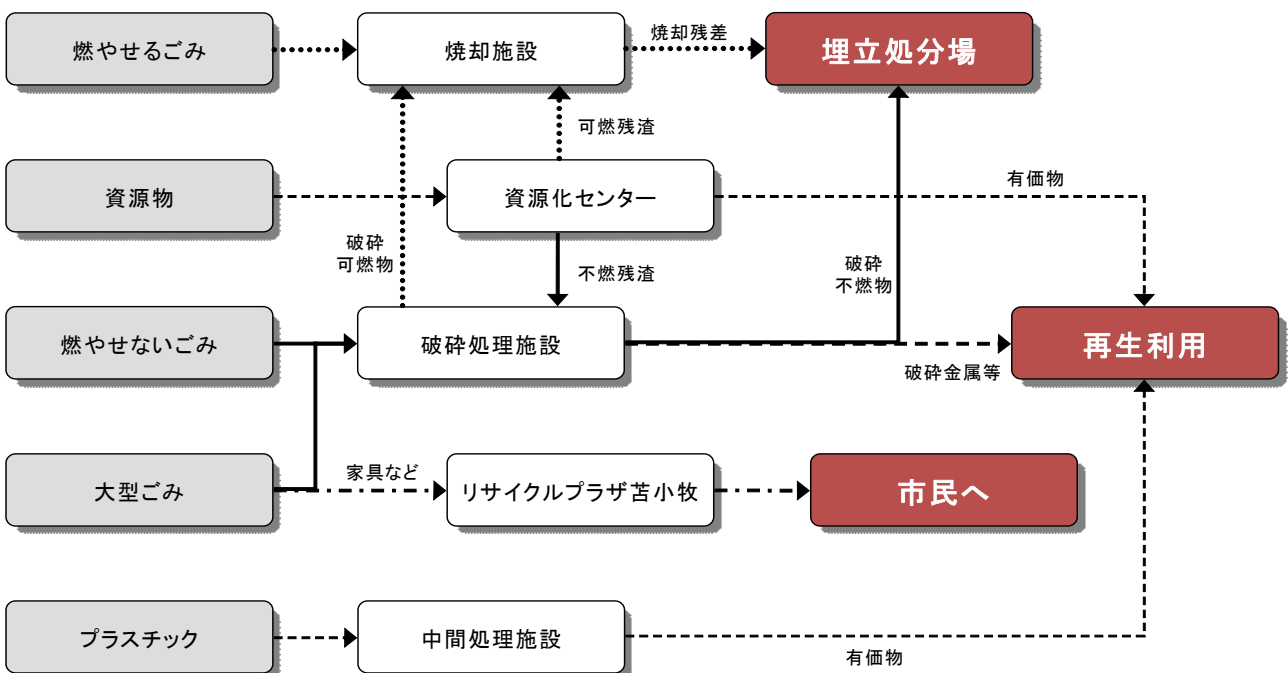 燃やせるごみ
焼却施設
焼却残差
埋立処分場
可燃残渣
資源物
資源化センター
有価物
破砕
可燃物
不燃残渣
破砕
不燃物
燃やせないごみ
破砕処理施設
再生利用
破砕金属等
大型ごみ
家具など
リサイクルプラザ苫小牧
市民へ
プラスチック
中間処理施設
有価物